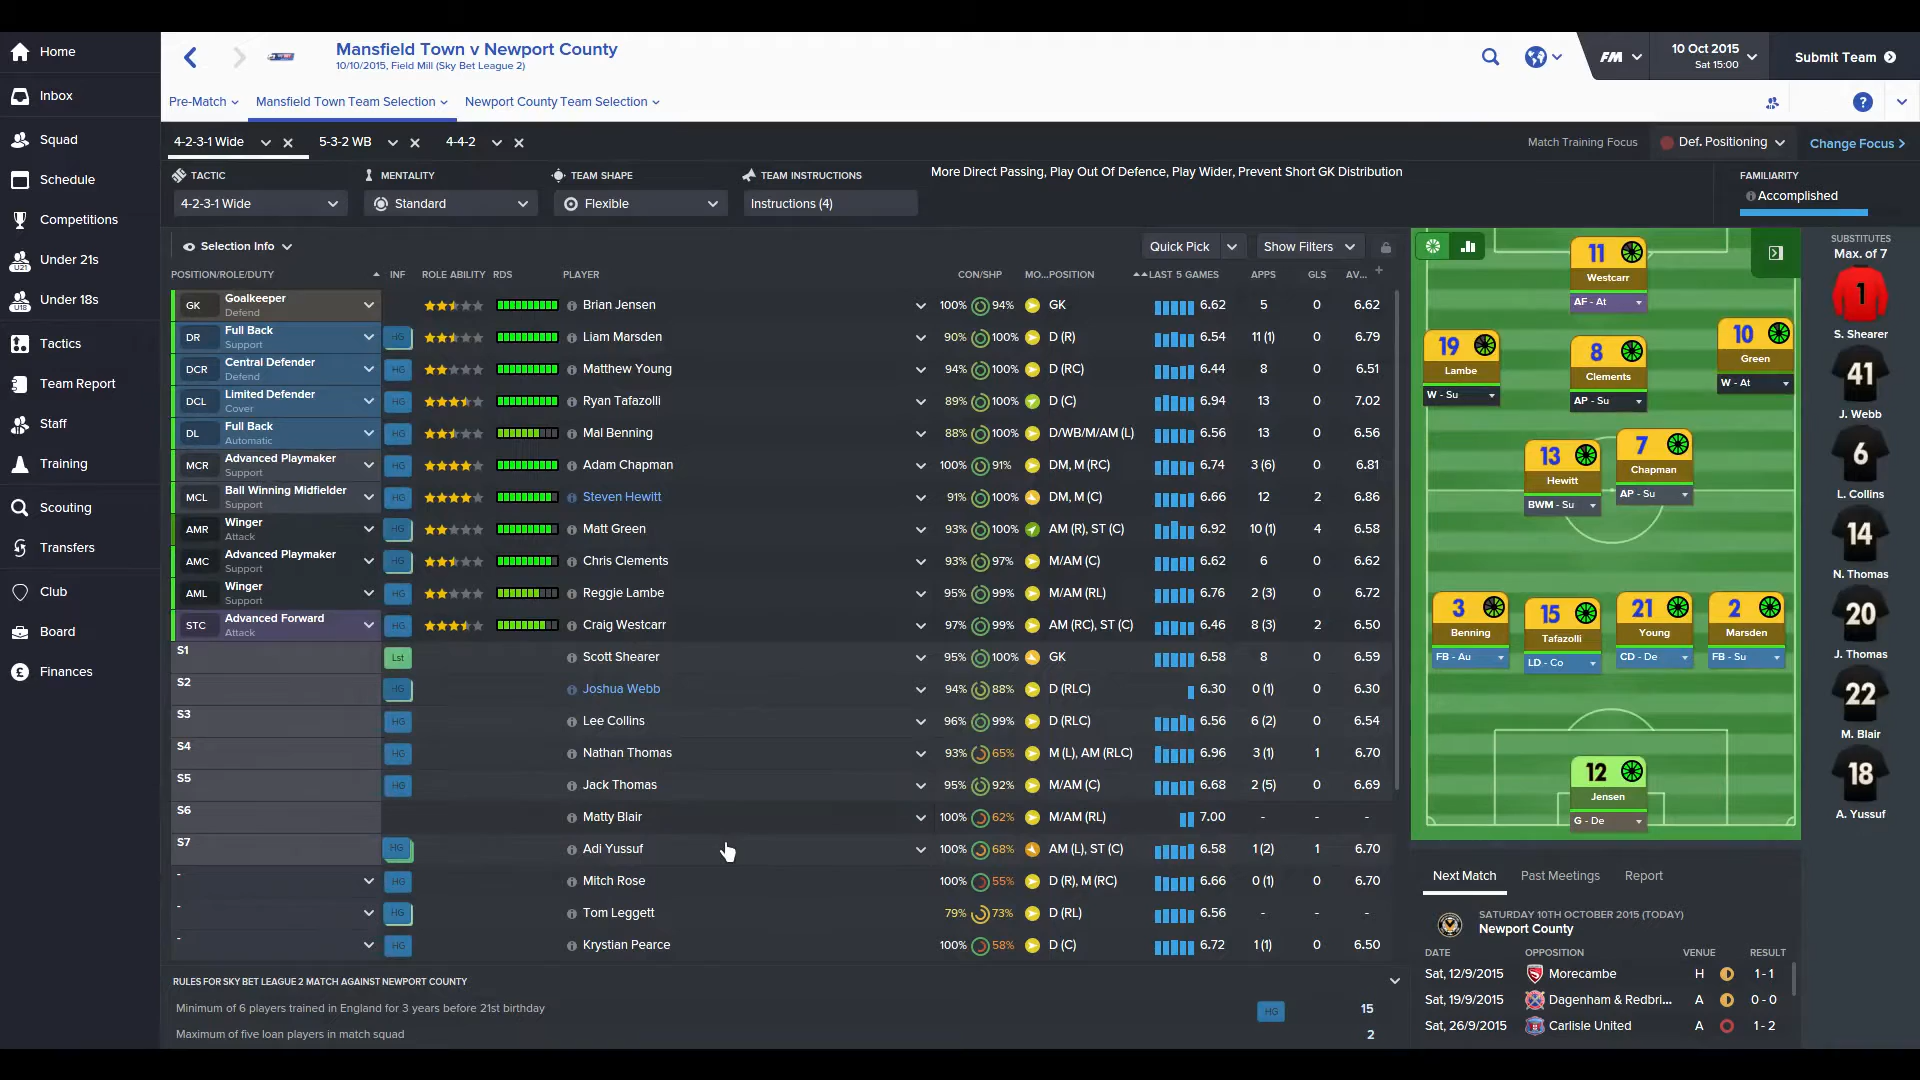 Home
Inbox
Squad
Schedule
Competitions
U21 Under 21s
U18 Under 18s
Tactics
Team Report
Staff
Training
Scouting
Transfers
Club
Board
Finances
Mansfield Town v Newport County
10/10/2015, Field Mill (Sky Bet League 2)
FM
10 Oct 2015
Sat 15:00
Submit Team
Pre-Match
Mansfield Town Team Selection
Newport County Team Selection
?
4-2-3-1 Wide
5-3-2 WB
4-4-2
Match Training Focus
Def. Positioning
Change Focus >
TACTIC
4-2-3-1 Wide
MENTALITY
Standard
TEAM SHAPE
Flexible
TEAM INSTRUCTIONS
Instructions (4)
More Direct Passing, Play Out Of Defence, Play Wider, Prevent Short GK Distribution
FAMILIARITY
Accomplished
Selection Info
Quick Pick
Show Filters
POSITION/ROLE/DUTY INF ROLE ABILITY RDS PLAYER CON/SHP MO... POSITION LAST 5 GAMES APPS GLS AV...
GK Goalkeeper Defend Brian Jensen 100% 94% GK 6.62 5 0 6.62
DR Full Back Support HG Liam Marsden 90% 100% D (R) 6.54 11 (1) 0 6.79
DCR Central Defender Defend HG Matthew Young 94% 100% D (RC) 6.44 8 0 6.51
DCL Limited Defender Cover HG Ryan Tafazolli 89% 100% D (C) 6.94 13 0 7.02
DL Full Back Automatic HG Mal Benning 88% 100% D/WB/M/AM (L) 6.56 13 0 6.56
MCR Advanced Playmaker Support HG Adam Chapman 100% 91% DM, M (RC) 6.74 3 (6) 0 6.81
MCL Ball Winning Midfielder Support HG Steven Hewitt 91% 100% DM, M (C) 6.66 12 2 6.86
AMR Winger Attack HG Matt Green 93% 100% AM (R), ST (C) 6.92 10 (1) 4 6.58
AMC Advanced Playmaker Support HG Chris Clements 93% 97% M/AM (C) 6.62 6 0 6.62
AML Winger Support HG Reggie Lambe 95% 99% M/AM (RL) 6.76 2 (3) 0 6.72
STC Advanced Forward Attack HG Craig Westcarr 97% 99% AM (RC), ST (C) 6.46 8 (3) 2 6.50
S1 Lst Scott Shearer 95% 100% GK 6.58 8 0 6.59
S2 HG Joshua Webb 94% 88% D (RLC) 6.30 0 (1) 0 6.30
S3 HG Lee Collins 96% 99% D (RLC) 6.56 6 (2) 0 6.54
S4 HG Nathan Thomas 93% 65% M (L), AM (RLC) 6.96 3 (1) 1 6.70
S5 HG Jack Thomas 95% 92% M/AM (C) 6.68 2 (5) 0 6.69
S6 Matty Blair 100% 62% M/AM (RL) 7.00 - - -
S7 HG Adi Yussuf 100% 68% AM (L), ST (C) 6.58 1 (2) 1 6.70
- HG Mitch Rose 100% 55% D (R), M (RC) 6.66 0 (1) 0 6.70
- HG Tom Leggett 79% 73% D (RL) 6.56 - - -
- HG Krystian Pearce 100% 58% D (C) 6.72 1 (1) 0 6.50
RULES FOR SKY BET LEAGUE 2 MATCH AGAINST NEWPORT COUNTY
Minimum of 6 players trained in England for 3 years before 21st birthday HG 15
Maximum of five loan players in match squad 2
11
Westcarr
AF - At
19
Lambe
W - Su
8
Clements
AP - Su
10
Green
W - At
13
Hewitt
BWM - Su
7
Chapman
AP - Su
3
Benning
FB - Au
15
Tafazolli
LD - Co
21
Young
CD - De
2
Marsden
FB - Su
12
Jensen
G - De
SUBSTITUTES
Max. of 7
1
S. Shearer
41
J. Webb
6
L. Collins
14
N. Thomas
20
J. Thomas
22
M. Blair
18
A. Yussuf
Next Match
Past Meetings
Report
SATURDAY 10TH OCTOBER 2015 (TODAY)
Newport County
DATE OPPOSITION VENUE RESULT
Sat, 12/9/2015 Morecambe H 1 - 1
Sat, 19/9/2015 Dagenham & Redbri... A 0 - 0
Sat, 26/9/2015 Carlisle United A 1 - 2